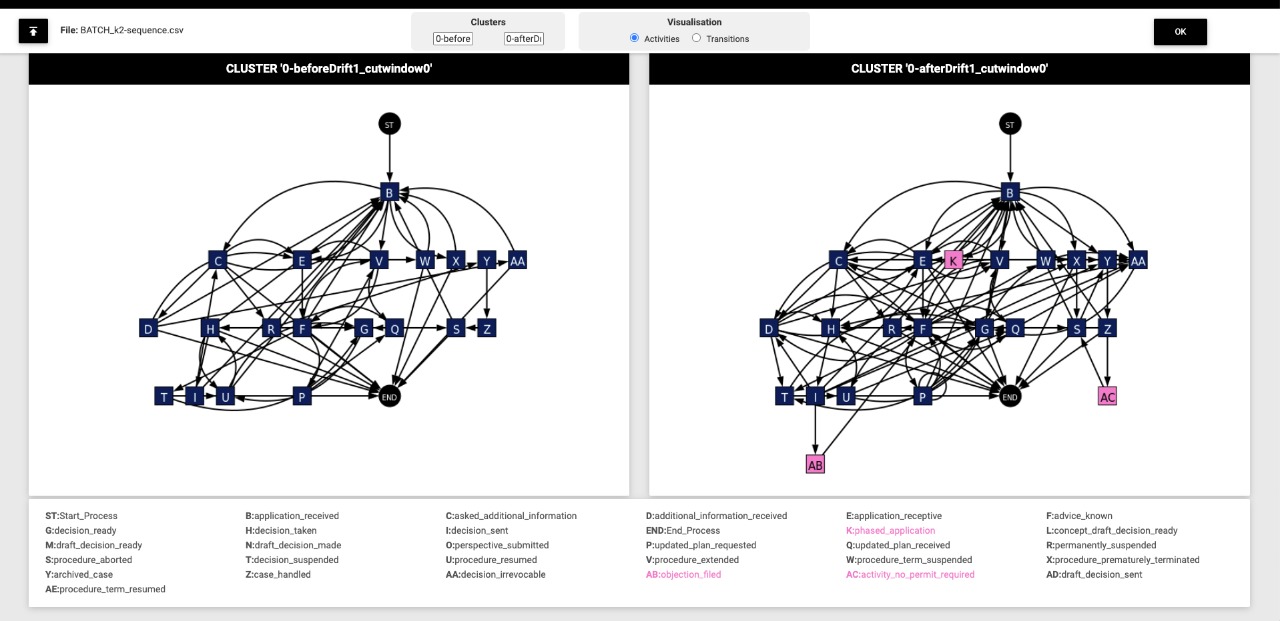 File: BATCH_k2-sequence.csv
Clusters
0-before
0-afterDi
Visualisation
Activities
Transitions
OK
CLUSTER '0-beforeDrift1_cutwindow0'
CLUSTER '0-afterDrift1_cutwindow0'
ST
B
C E V W X Y AA
D H R F G Q S Z
T I U P END
ST
B
C E K V W X Y AA
D H R F G Q S Z
T I U P END AC
AB
ST:Start_Process B:application_received C:asked_additional_information D:additional_information_received E:application_receptive F:advice_known
G:decision_ready H:decision_taken I:decision_sent END:End_Process K:phased_application L:concept_draft_decision_ready
M:draft_decision_ready N:draft_decision_made O:perspective_submitted P:updated_plan_requested Q:updated_plan_received R:permanently_suspended
S:procedure_aborted T:decision_suspended U:procedure_resumed V:procedure_extended W:procedure_term_suspended X:procedure_prematurely_terminated
Y:archived_case Z:case_handled AA:decision_irrevocable AB:objection_filed AC:activity_no_permit_required AD:draft_decision_sent
AE:procedure_term_resumed